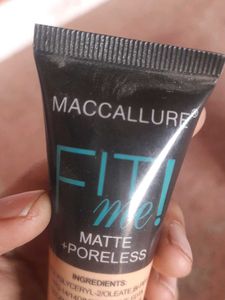 MACCALLURE®
FIT!
me
MATTE
+PORELESS
INGREDIENTS